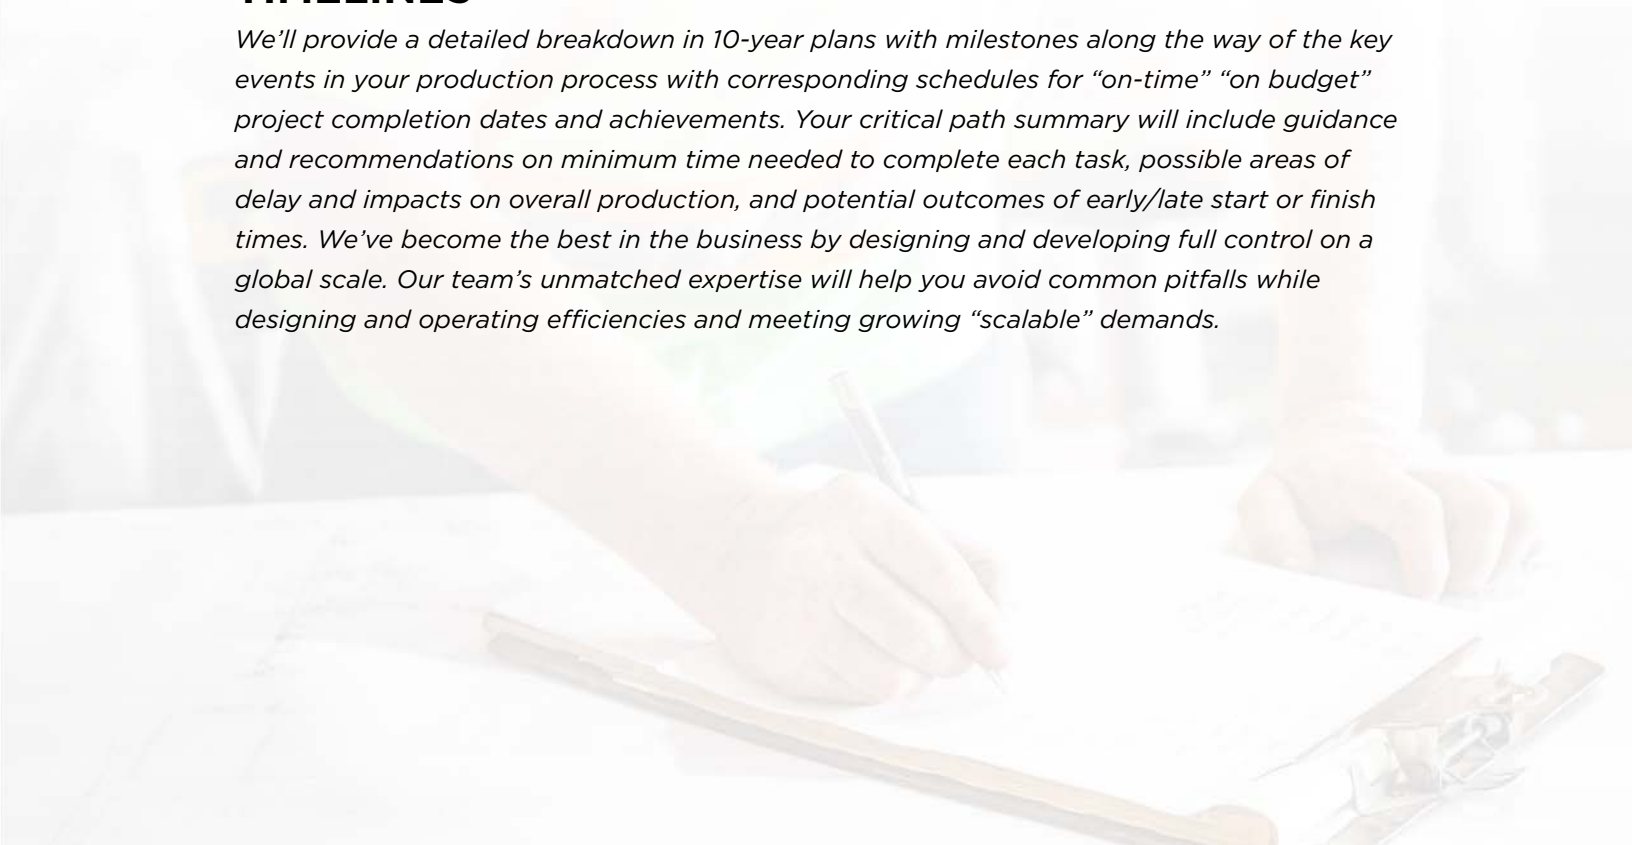 TIMELINES
We’ll provide a detailed breakdown in 10-year plans with milestones along the way of the key
events in your production process with corresponding schedules for “on-time” “on budget”
project completion dates and achievements. Your critical path summary will include guidance
and recommendations on minimum time needed to complete each task, possible areas of
delay and impacts on overall production, and potential outcomes of early/late start or finish
times. We’ve become the best in the business by designing and developing full control on a
global scale. Our team’s unmatched expertise will help you avoid common pitfalls while
designing and operating efficiencies and meeting growing “scalable” demands.